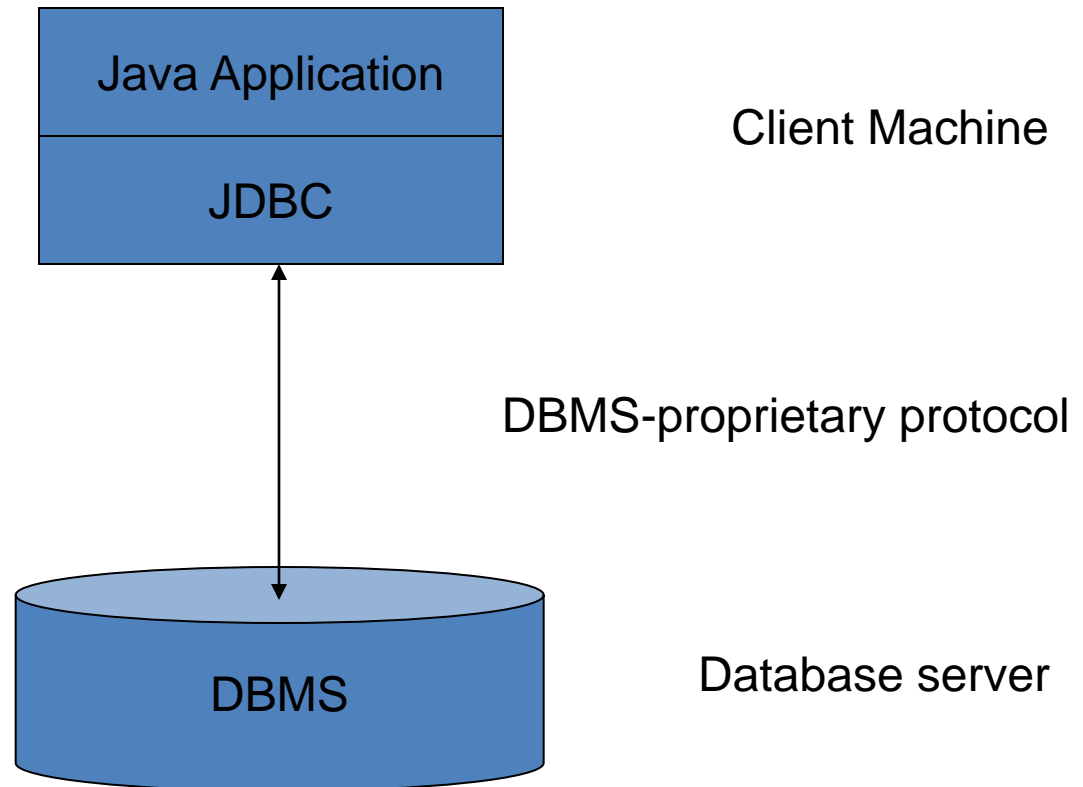 Java Application
Client Machine
JDBC
DBMS-proprietary protocol
Database server
DBMS